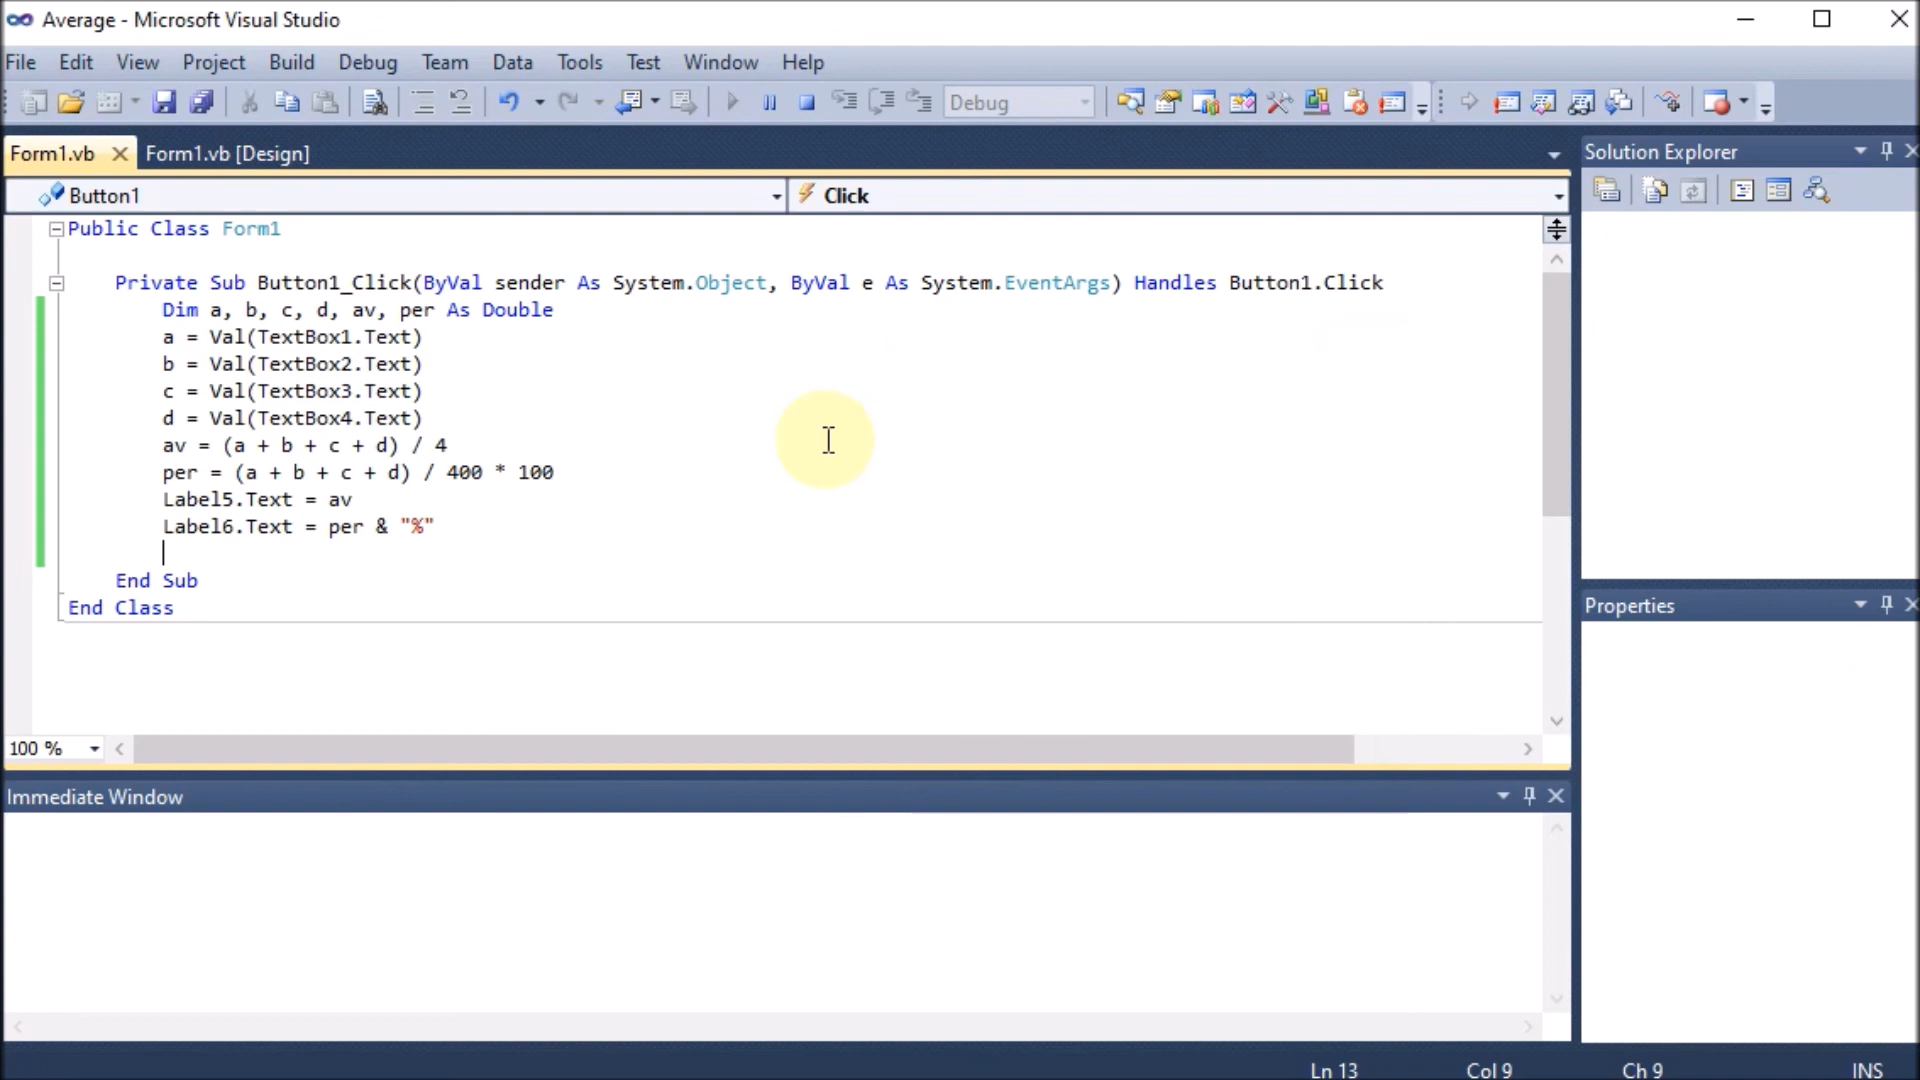 Average - Microsoft Visual Studio
File Edit View Project Build Debug Team Data Tools Test Window Help
Debug
Form1.vb Form1.vb [Design]
Solution Explorer
Button1 Click
Public Class Form1
Private Sub Button1_Click(ByVal sender As System.Object, ByVal e As System.EventArgs) Handles Button1.Click
Dim a, b, c, d, av, per As Double
a = Val(TextBox1.Text)
b = Val(TextBox2.Text)
c = Val(TextBox3.Text)
d = Val(TextBox4.Text)
av = (a + b + c + d) / 4
per = (a + b + c + d) / 400 * 100
Label5.Text = av
Label6.Text = per & "%"
End Sub
End Class
Properties
100 %
Immediate Window
Ln 13 Col 9 Ch 9 INS